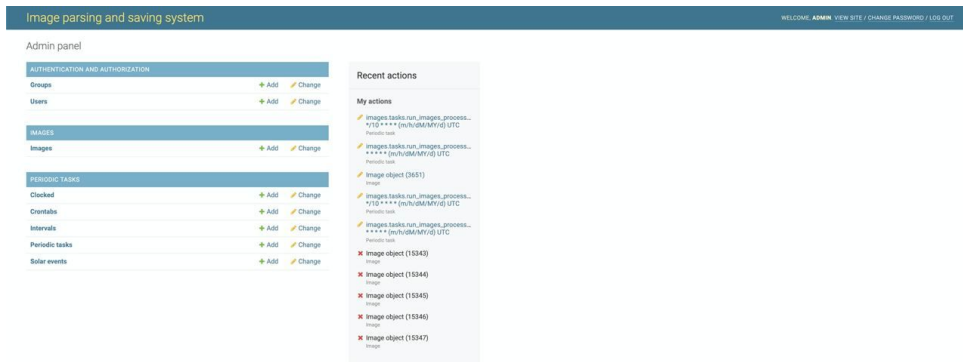 Image parsing and saving system
WELCOME, ADMIN. VIEW SITE / CHANGE PASSWORD / LOG OUT
Admin panel
AUTHENTICATION AND AUTHORIZATION
Groups + Add Change
Users + Add Change
IMAGES
Images + Add Change
PERIODIC TASKS
Clocked + Add Change
Crontabs + Add Change
Intervals + Add Change
Periodic tasks + Add Change
Solar events + Add Change
Recent actions
My actions
images.tasks.run_images_process...
*/10 * * * * (m/h/dM/MY/d) UTC
Periodic task
images.tasks.run_images_process...
* * * * * (m/h/dM/MY/d) UTC
Periodic task
Image object (3651)
Image
images.tasks.run_images_process...
*/10 * * * * (m/h/dM/MY/d) UTC
Periodic task
images.tasks.run_images_process...
* * * * * (m/h/dM/MY/d) UTC
Periodic task
Image object (15343)
Image
Image object (15344)
Image
Image object (15345)
Image
Image object (15346)
Image
Image object (15347)
Image